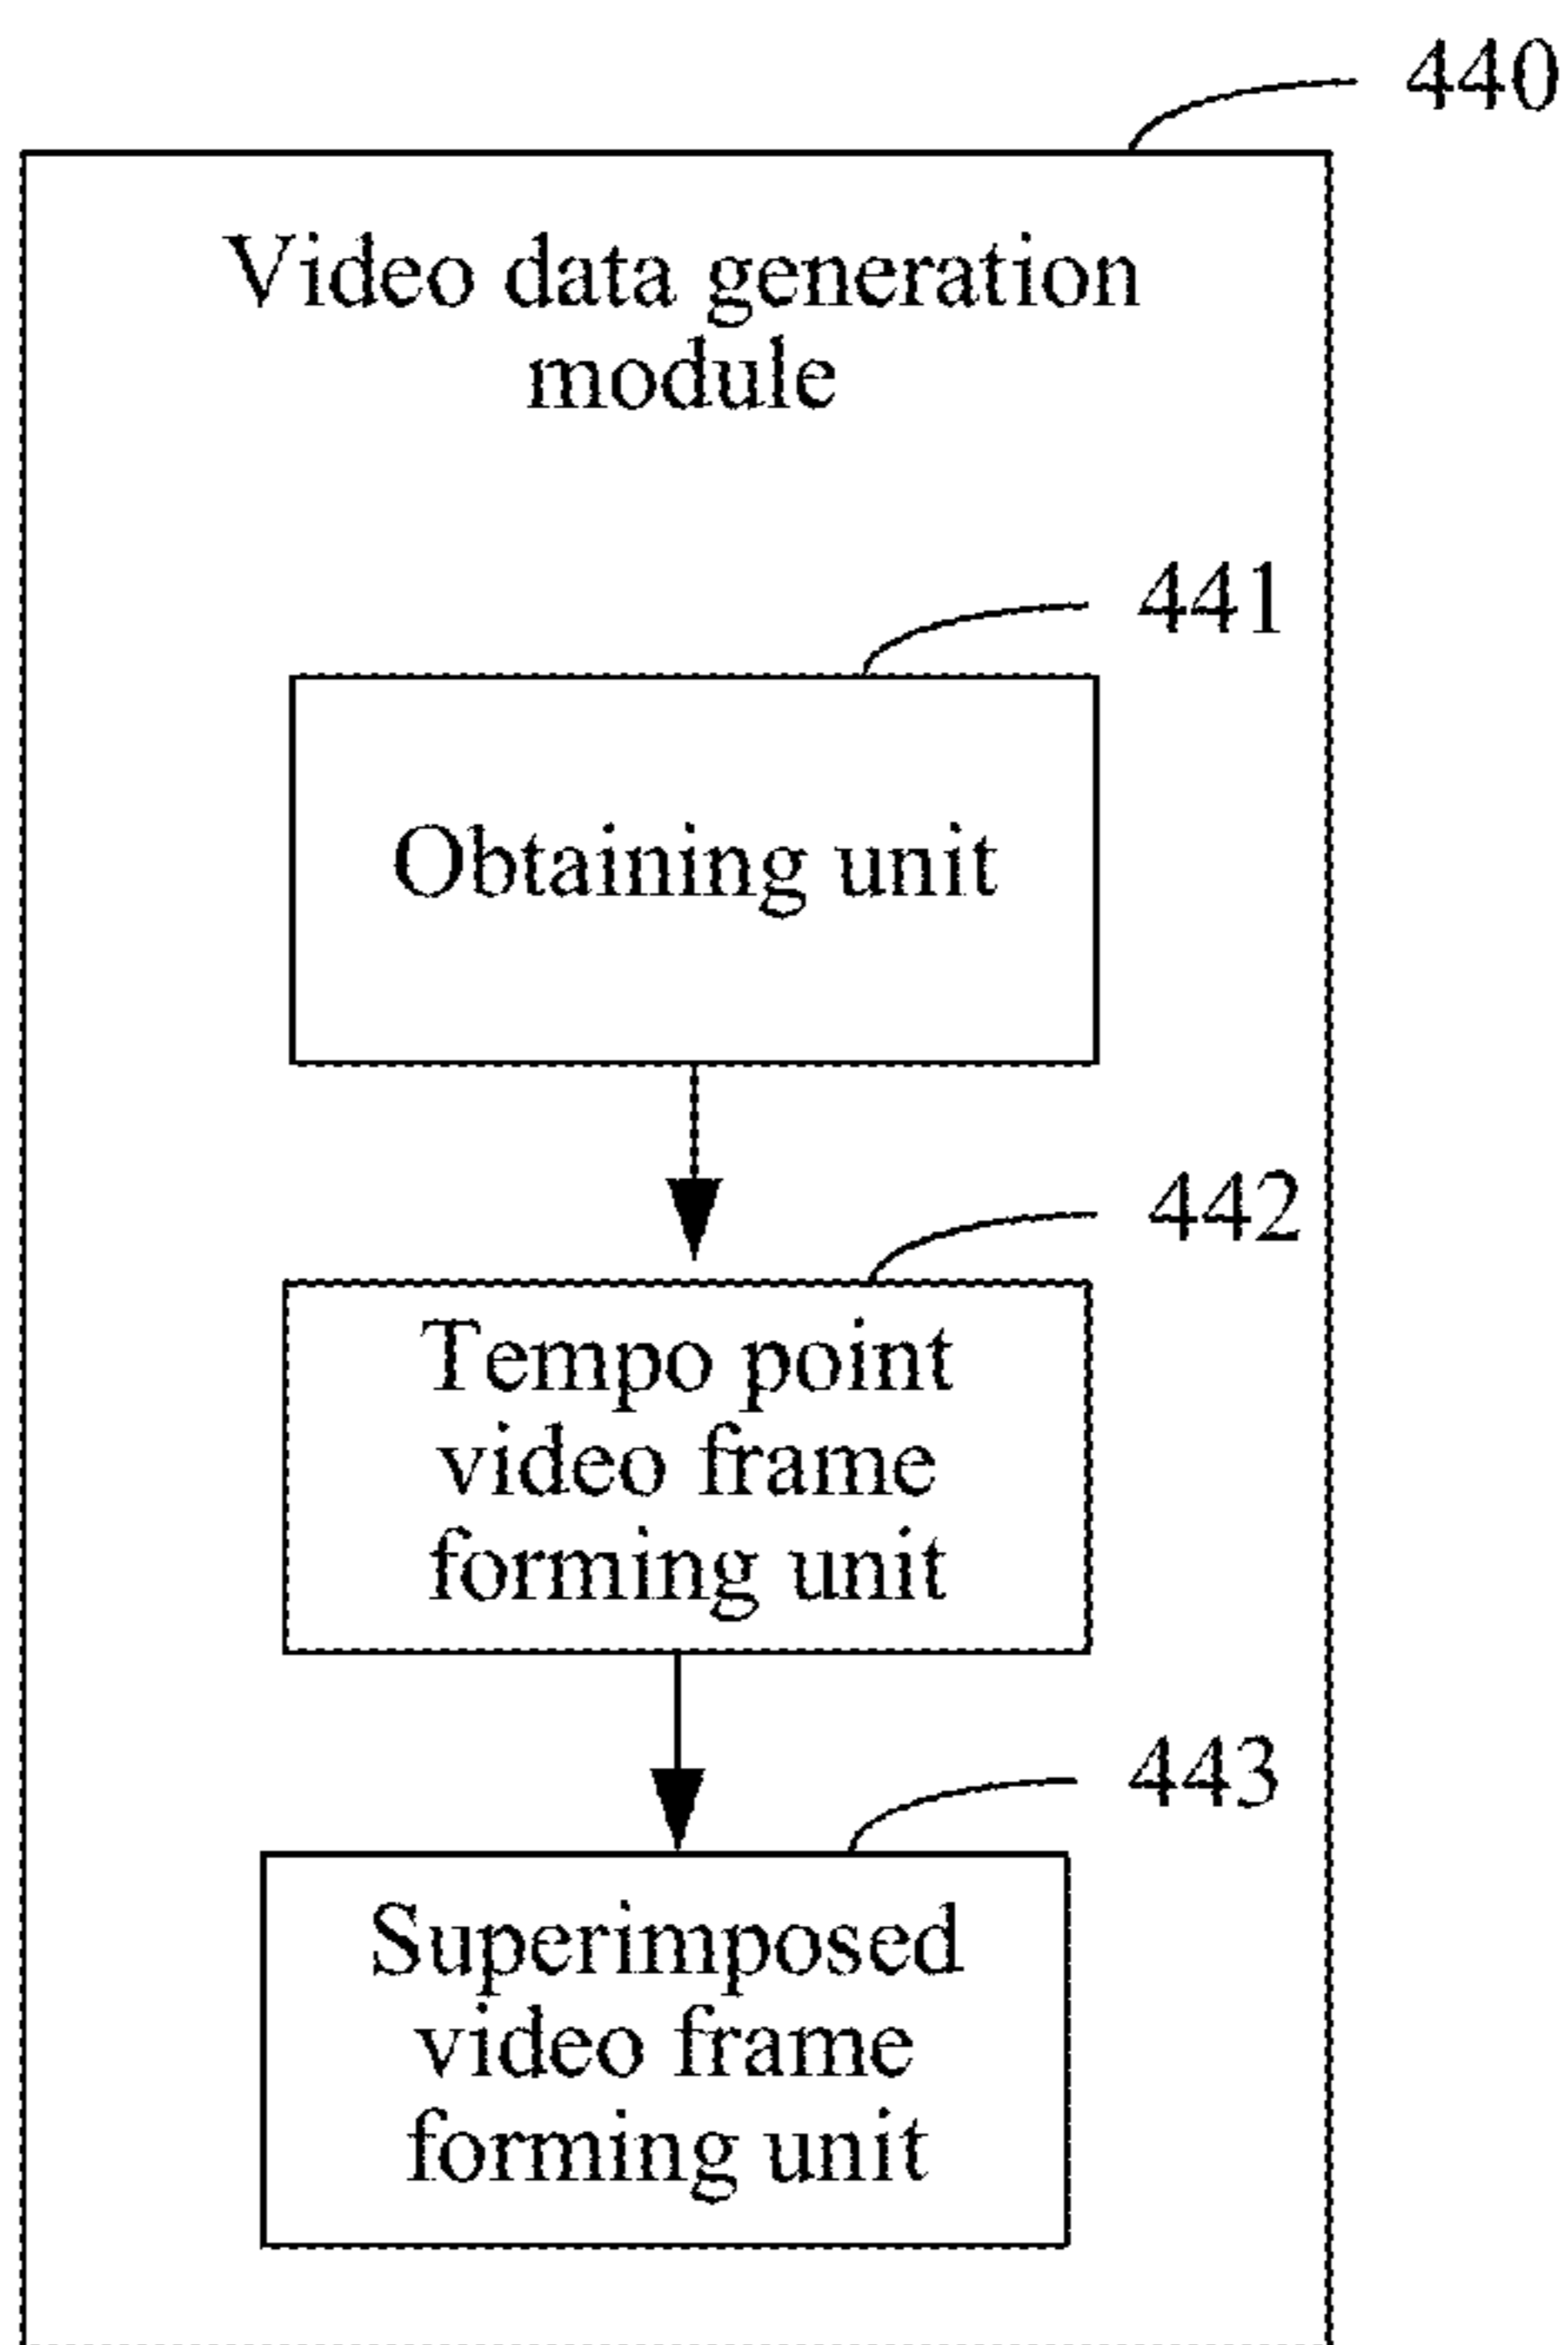 440
Video data generation
module
441
Obtaining unit
442
Tempo point
video frame
forming unit
443
Superimposed
video frame
forming unit